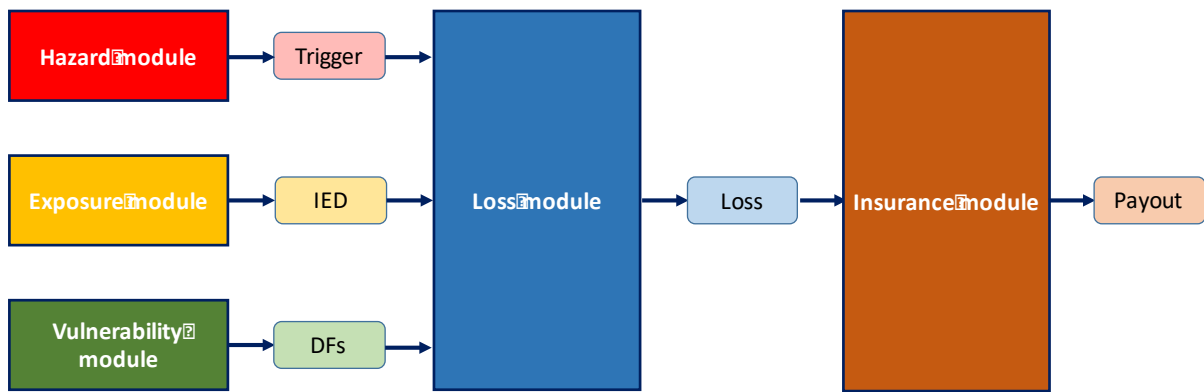 Hazard⍰module
Trigger
Exposure⍰module
IED
Vulnerability⍰
module
DFs
Loss⍰module
Loss
Insurance⍰module
Payout